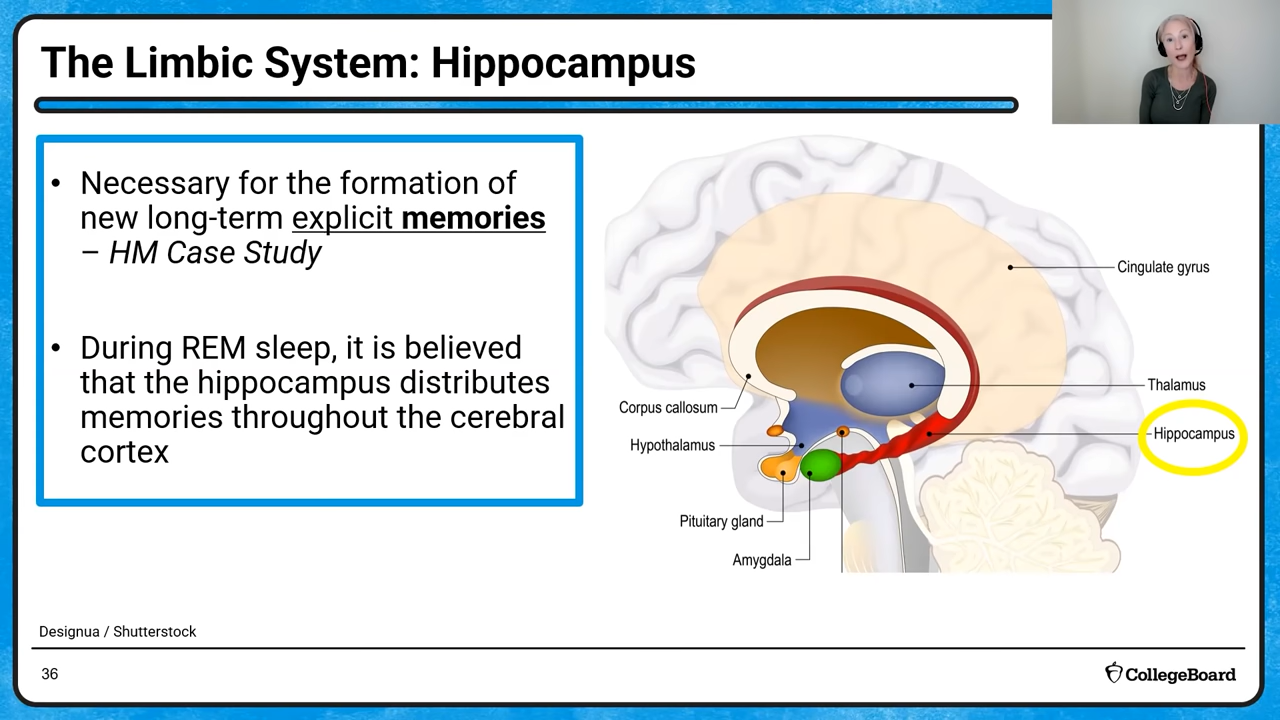 The Limbic System: Hippocampus
• Necessary for the formation of
new long-term explicit memories
– HM Case Study
• During REM sleep, it is believed
that the hippocampus distributes
memories throughout the cerebral
cortex
Cingulate gyrus
Thalamus
Corpus callosum
Hippocampus
Hypothalamus
Pituitary gland
Amygdala
Designua / Shutterstock
36
CollegeBoard